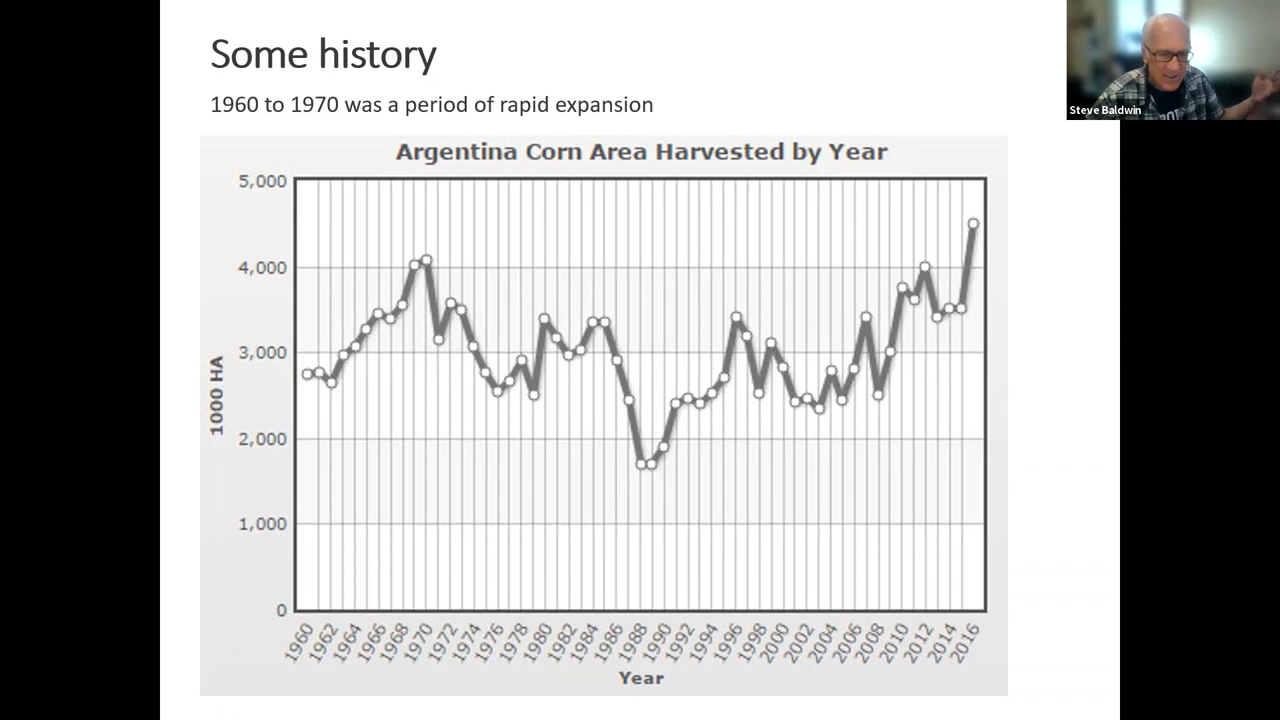 Some history
1960 to 1970 was a period of rapid expansion
Steve Baldwin
Argentina Corn Area Harvested by Year
5,000
4,000
3,000
2,000
1,000
0
1000 HA
1960 1962 1964 1966 1968 1970 1972 1974 1976 1978 1980 1982 1984 1986 1988 1990 1992 1994 1996 1998 2000 2002 2004 2006 2008 2010 2012 2014 2016
Year